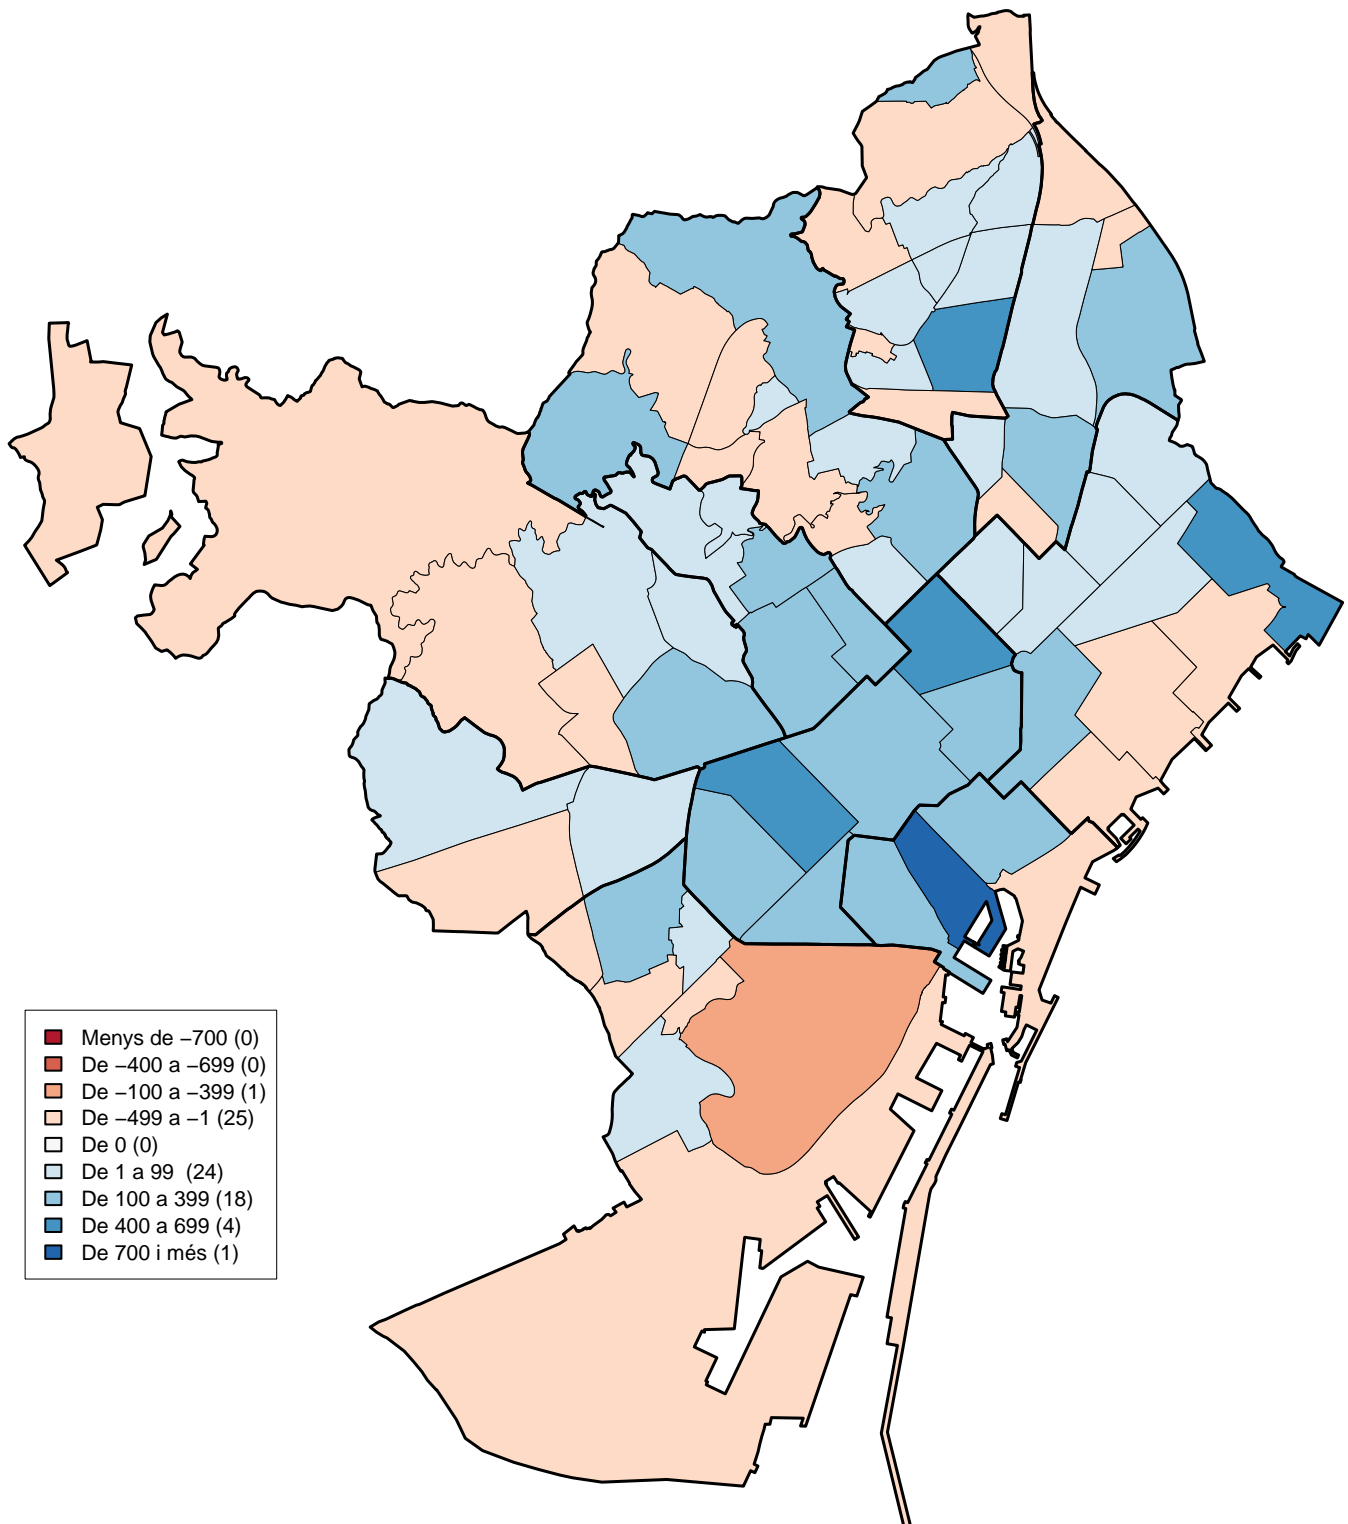 Menys de −700 (0)
De −400 a −699 (0)
De −100 a −399 (1)
De −499 a −1 (25)
De 0 (0)
De 1 a 99 (24)
De 100 a 399 (18)
De 400 a 699 (4)
De 700 i més (1)